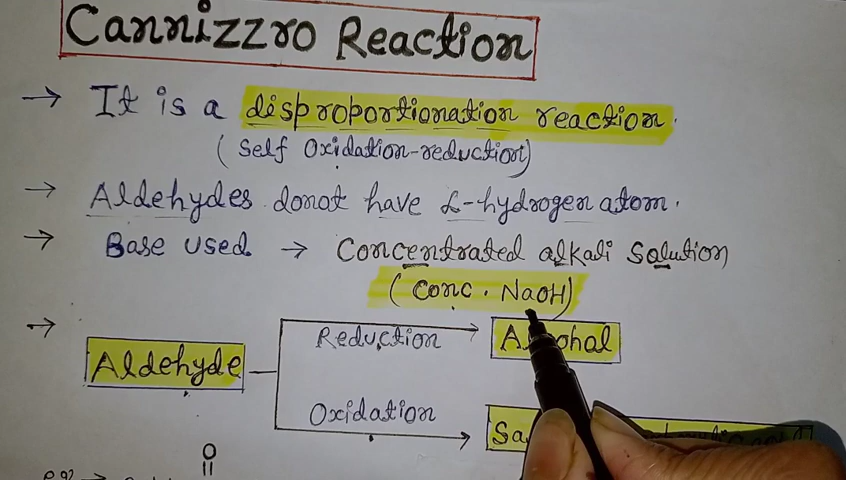 Cannizzro Reaction
→ It is a disproportionation reaction.
(Self Oxidation-reduction)
→ Aldehydes donot have α-hydrogen atom.
→ Base used → Concentrated alkali solution
(Conc. NaOH)
→ Aldehyde
Reduction
Oxidation
O